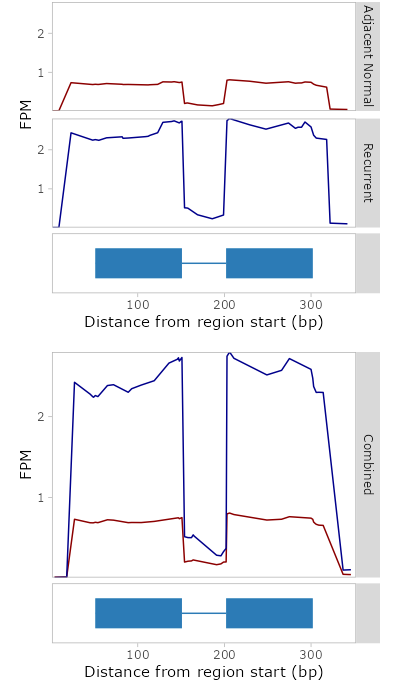 Adjacent Normal
2
1
FPM
Recurrent
2
1
100 200 300
Distance from region start (bp)
Combined
2
FPM
1
100 200 300
Distance from region start (bp)